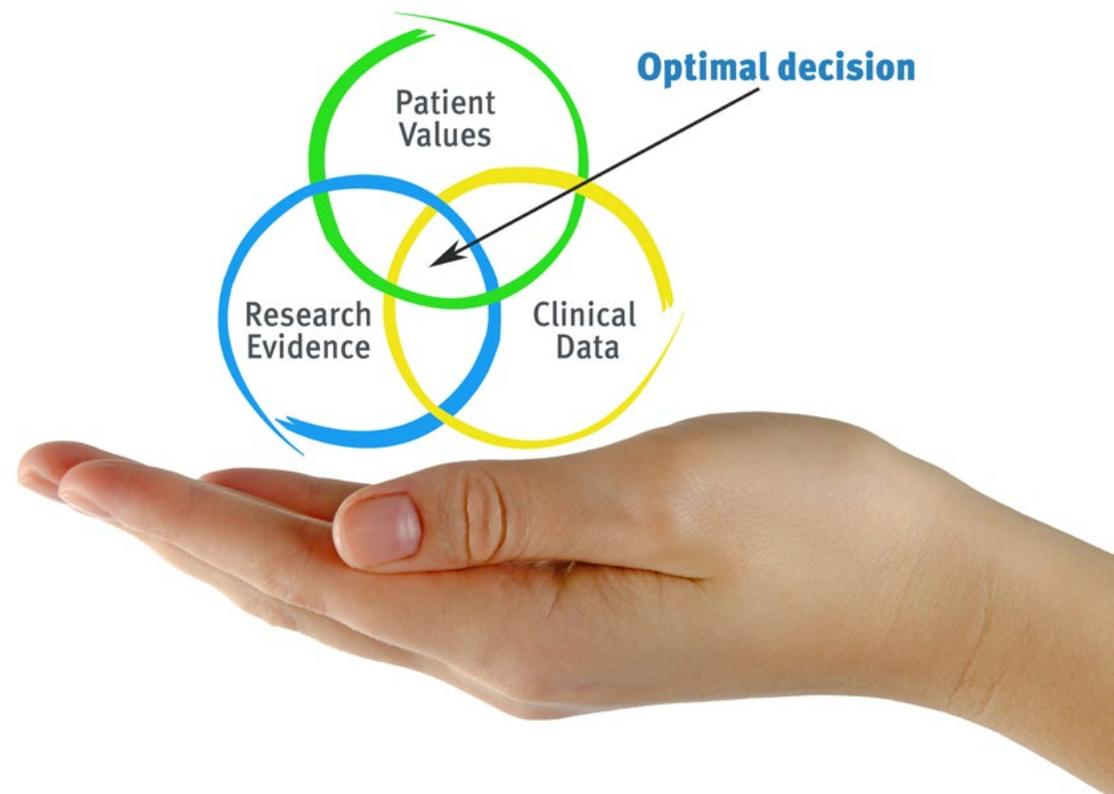 Optimal decision
Patient
Values
Research
Evidence
Clinical
Data